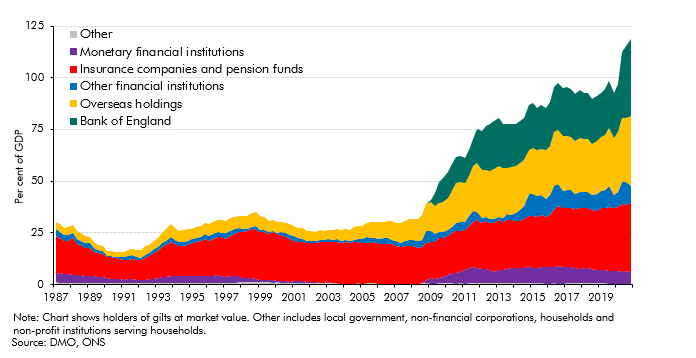 125
100
75
50
25
0
Per cent of GDP
Other
Monetary financial institutions
Insurance companies and pension funds
Other financial institutions
Overseas holdings
Bank of England
1987 1989 1991 1993 1995 1997 1999 2001 2003 2005 2007 2009 2011 2013 2015 2017 2019
Note: Chart shows holders of gilts at market value. Other includes local government, non-financial corporations, households and
non-profit institutions serving households.
Source: DMO, ONS